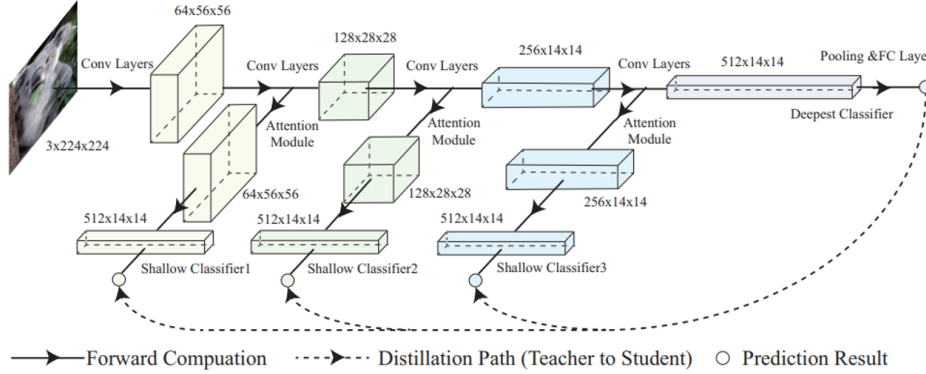 64x56x56
128x28x28
256x14x14
512x14x14
Pooling &FC Laye
Conv Layers
Conv Layers
Conv Layers
Conv Layers
Deepest Classifier
3x224x224
Attention
Module
Attention
Module
Attention
Module
64x56x56
128x28x28
256x14x14
512x14x14
512x14x14
512x14x14
Shallow Classifier1
Shallow Classifier2
Shallow Classifier3
Forward Compuation
Distillation Path (Teacher to Student)
Prediction Result